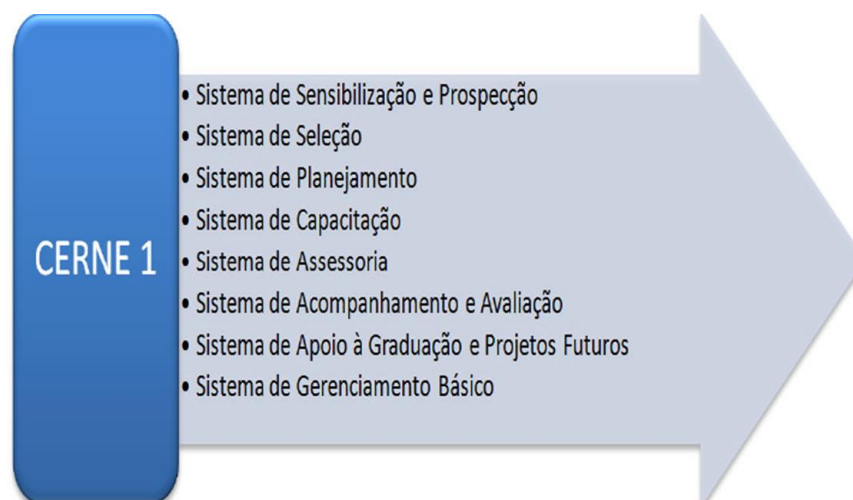 CERNE 1
• Sistema de Sensibilização e Prospecção
• Sistema de Seleção
• Sistema de Planejamento
• Sistema de Capacitação
• Sistema de Assessoria
• Sistema de Acompanhamento e Avaliação
• Sistema de Apoio à Graduação e Projetos Futuros
• Sistema de Gerenciamento Básico